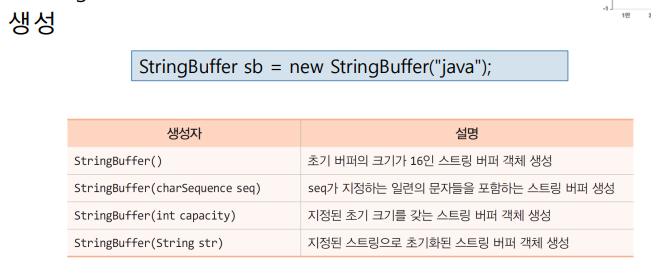 생성
-1
1만
StringBuffer sb = new StringBuffer("java");
생성자 설명
StringBuffer() 초기 버퍼의 크기가 16인 스트링 버퍼 객체 생성
StringBuffer(charSequence seq) seq가 지정하는 일련의 문자들을 포함하는 스트링 버퍼 생성
StringBuffer(int capacity) 지정된 초기 크기를 갖는 스트링 버퍼 객체 생성
StringBuffer(String str) 지정된 스트링으로 초기화된 스트링 버퍼 객체 생성